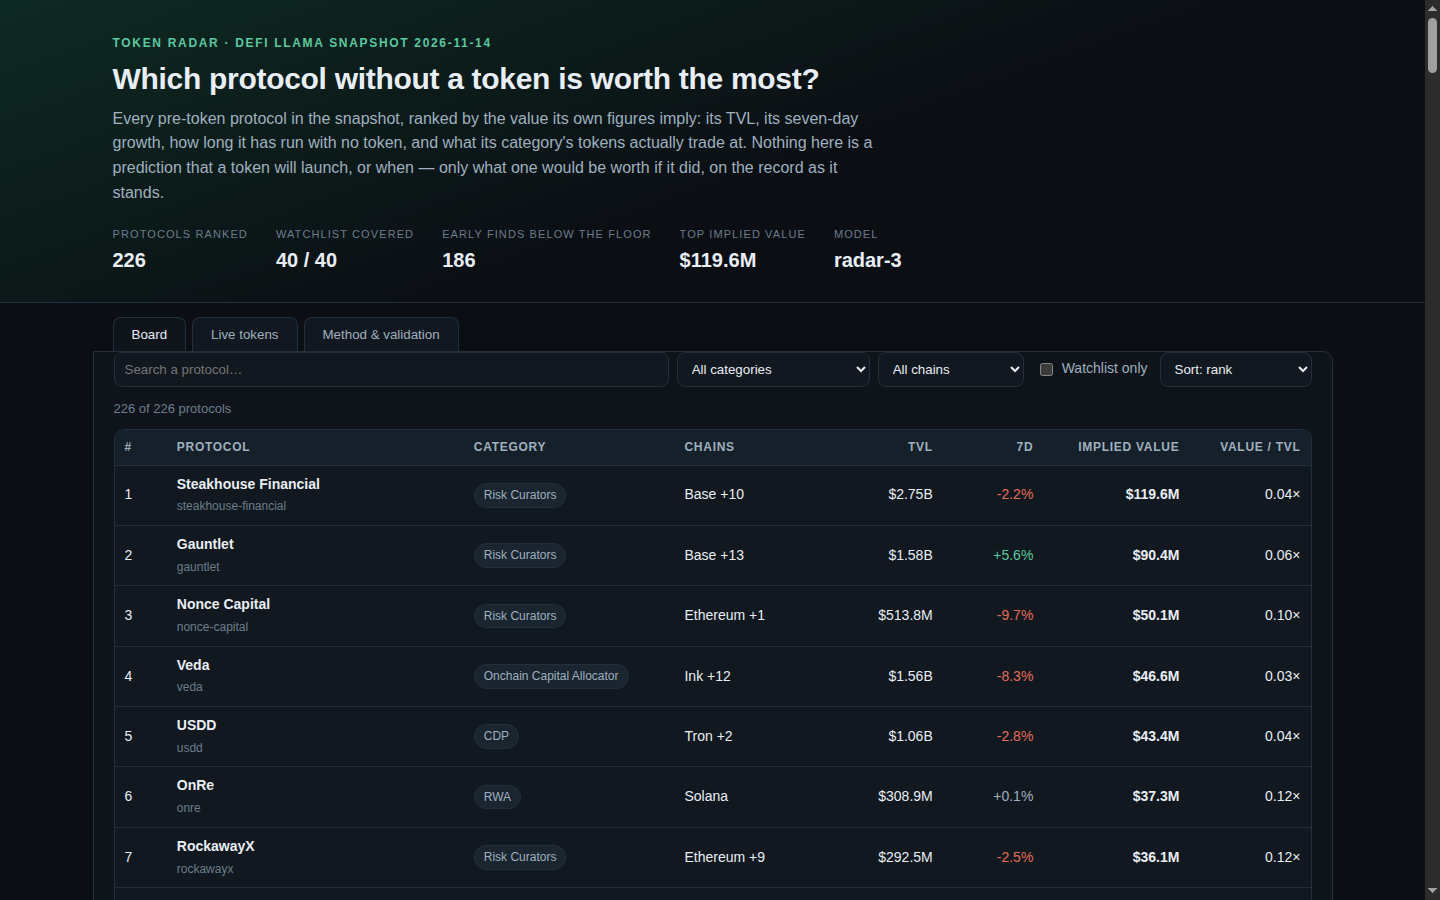 TOKEN RADAR · DEFI LLAMA SNAPSHOT 2026-11-14
Which protocol without a token is worth the most?
Every pre-token protocol in the snapshot, ranked by the value its own figures imply: its TVL, its seven-day
growth, how long it has run with no token, and what its category's tokens actually trade at. Nothing here is a
prediction that a token will launch, or when — only what one would be worth if it did, on the record as it
stands.
PROTOCOLS RANKED WATCHLIST COVERED EARLY FINDS BELOW THE FLOOR TOP IMPLIED VALUE MODEL
226 40 / 40 186 $119.6M radar-3
Board Live tokens Method & validation
Search a protocol… All categories All chains Watchlist only Sort: rank
226 of 226 protocols
# PROTOCOL CATEGORY CHAINS TVL 7D IMPLIED VALUE VALUE / TVL
1 Steakhouse Financial Risk Curators Base +10 $2.75B -2.2% $119.6M 0.04×
steakhouse-financial
2 Gauntlet Risk Curators Base +13 $1.58B +5.6% $90.4M 0.06×
gauntlet
3 Nonce Capital Risk Curators Ethereum +1 $513.8M -9.7% $50.1M 0.10×
nonce-capital
4 Veda Onchain Capital Allocator Ink +12 $1.56B -8.3% $46.6M 0.03×
veda
5 USDD CDP Tron +2 $1.06B -2.8% $43.4M 0.04×
usdd
6 OnRe RWA Solana $308.9M +0.1% $37.3M 0.12×
onre
7 RockawayX Risk Curators Ethereum +9 $292.5M -2.5% $36.1M 0.12×
rockawayx